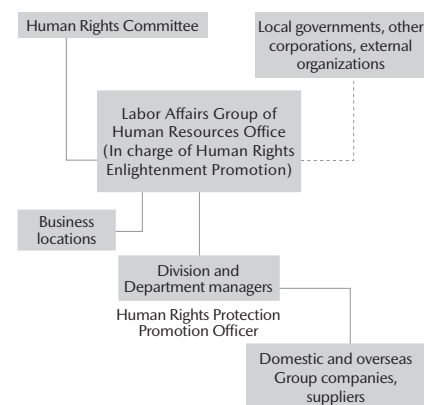 Human Rights Committee
Local governments, other
corporations, external
organizations
Labor Affairs Group of
Human Resources Office
(In charge of Human Rights
Enlightenment Promotion)
Business
locations
Division and
Department managers
Human Rights Protection
Promotion Officer
Domestic and overseas
Group companies,
suppliers